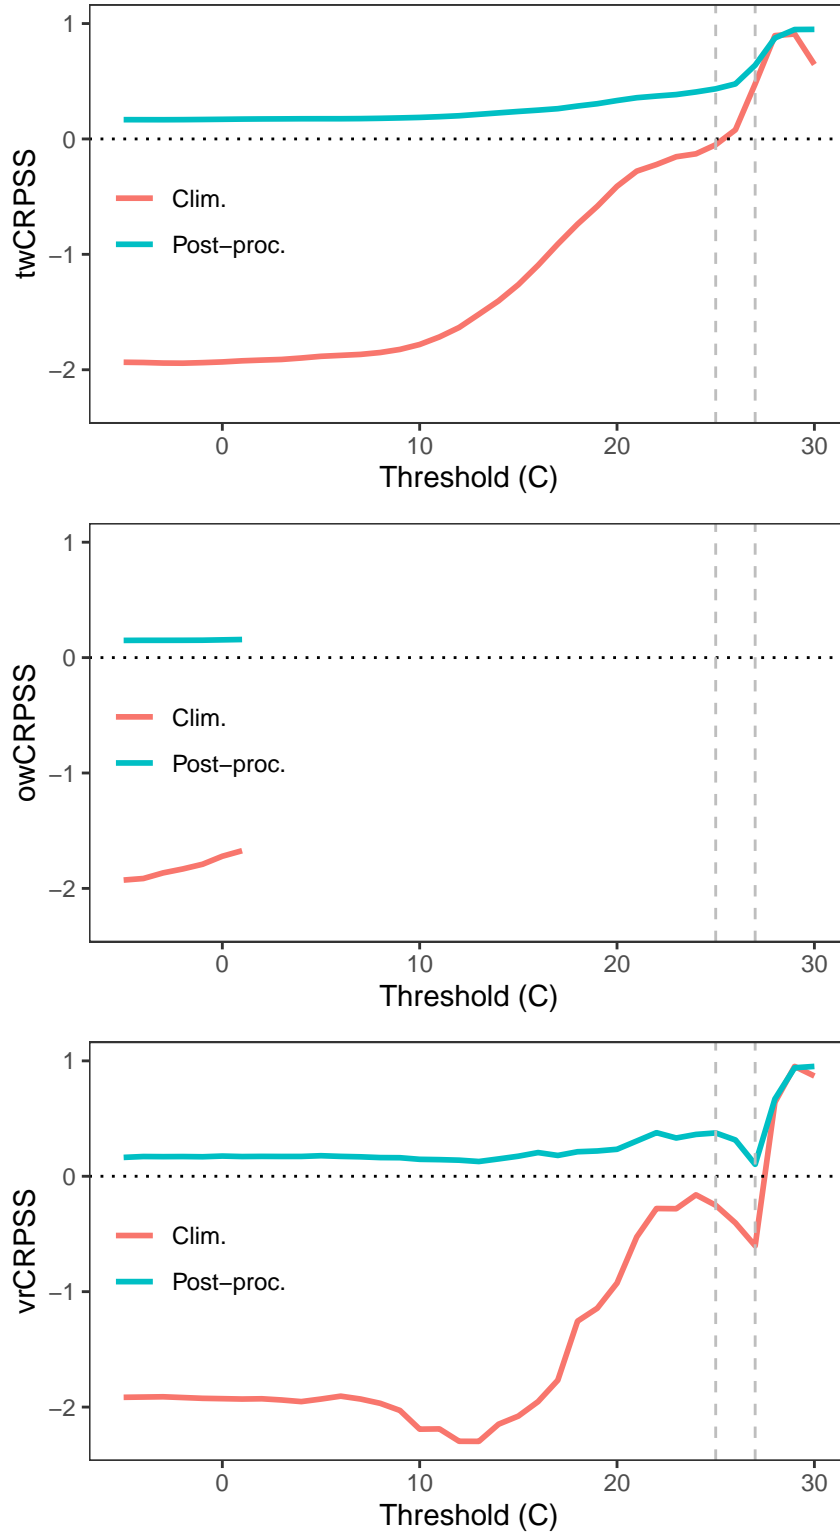 1
0
−1
−2
twCRPSS
Clim.
Post−proc.
0 10 20 30
Threshold (C)
1
0
−1
−2
owCRPSS
Clim.
Post−proc.
0 10 20 30
Threshold (C)
1
0
−1
−2
vrCRPSS
Clim.
Post−proc.
0 10 20 30
Threshold (C)